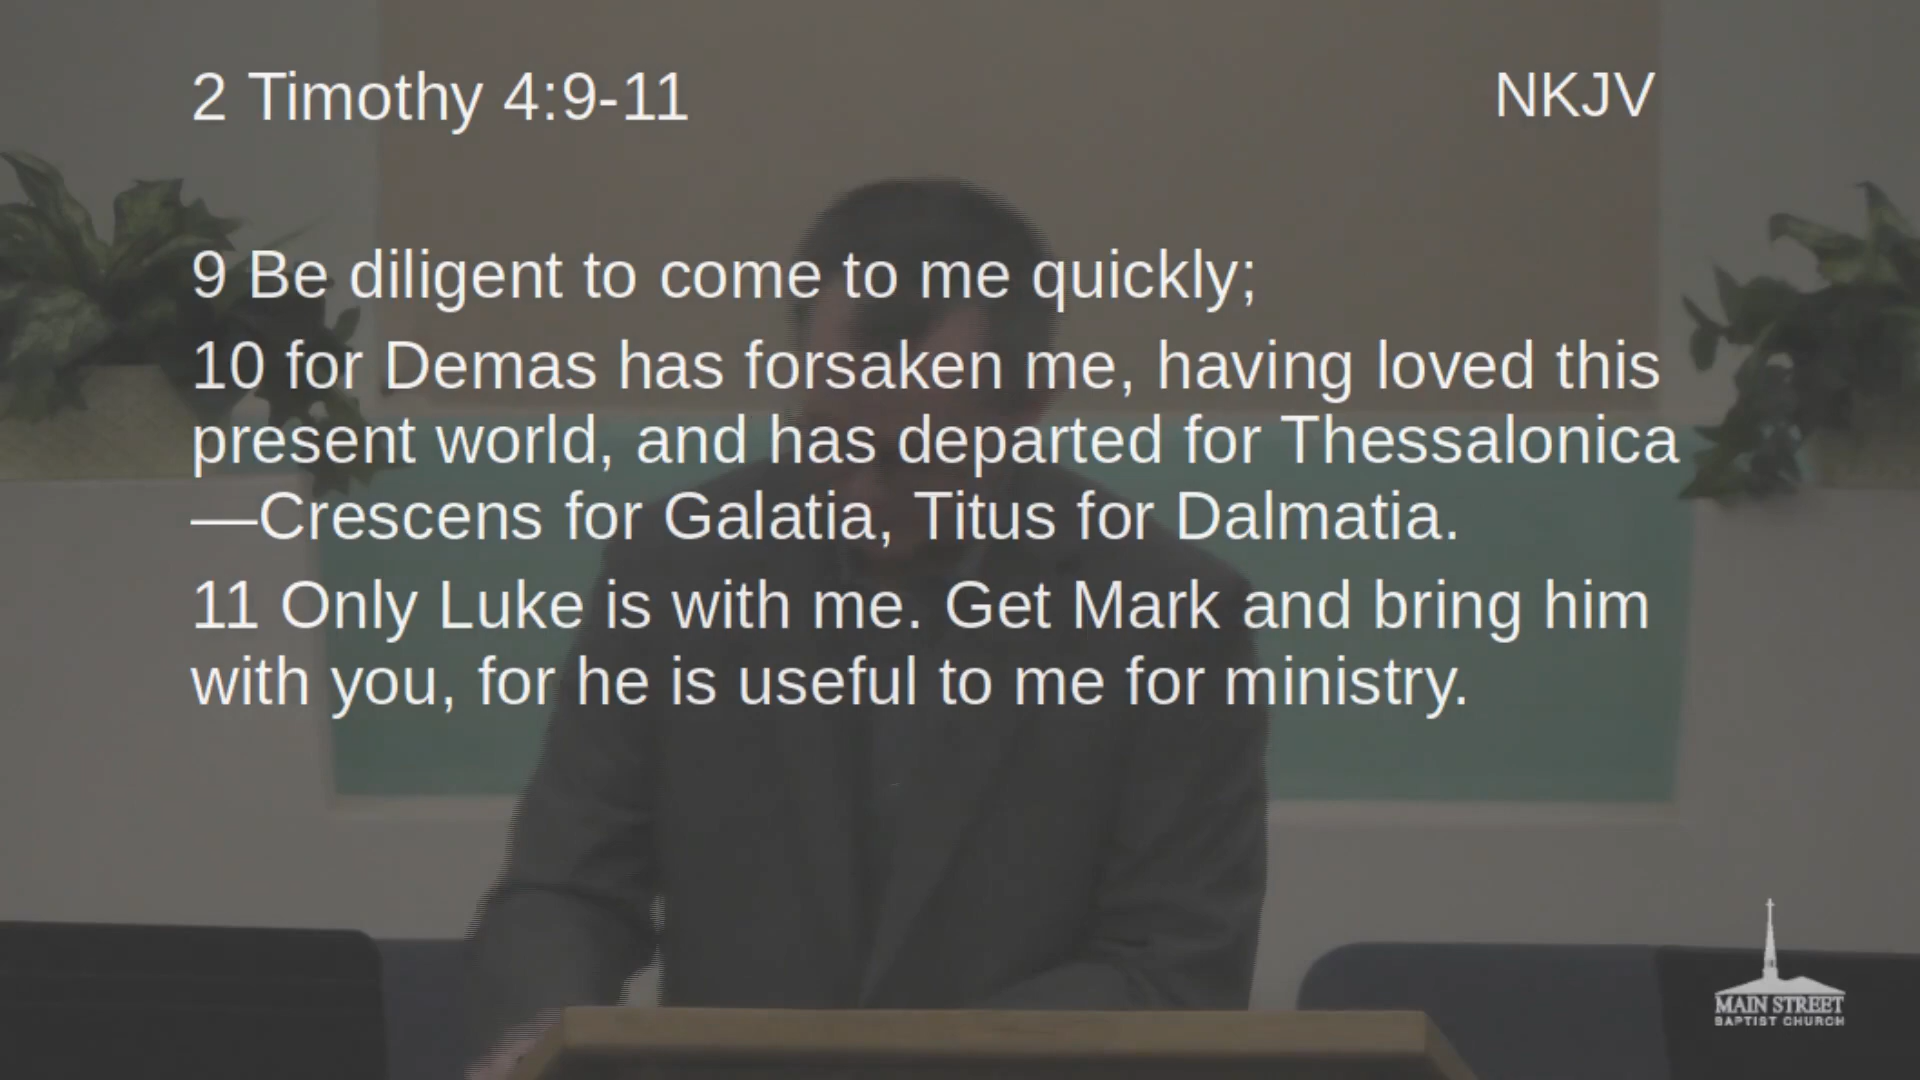 2 Timothy 4:9-11
NKJV
9 Be diligent to come to me quickly;
10 for Demas has forsaken me, having loved this
present world, and has departed for Thessalonica
—Crescens for Galatia, Titus for Dalmatia.
11 Only Luke is with me. Get Mark and bring him
with you, for he is useful to me for ministry.
MAIN STREET
BAPTIST CHURCH